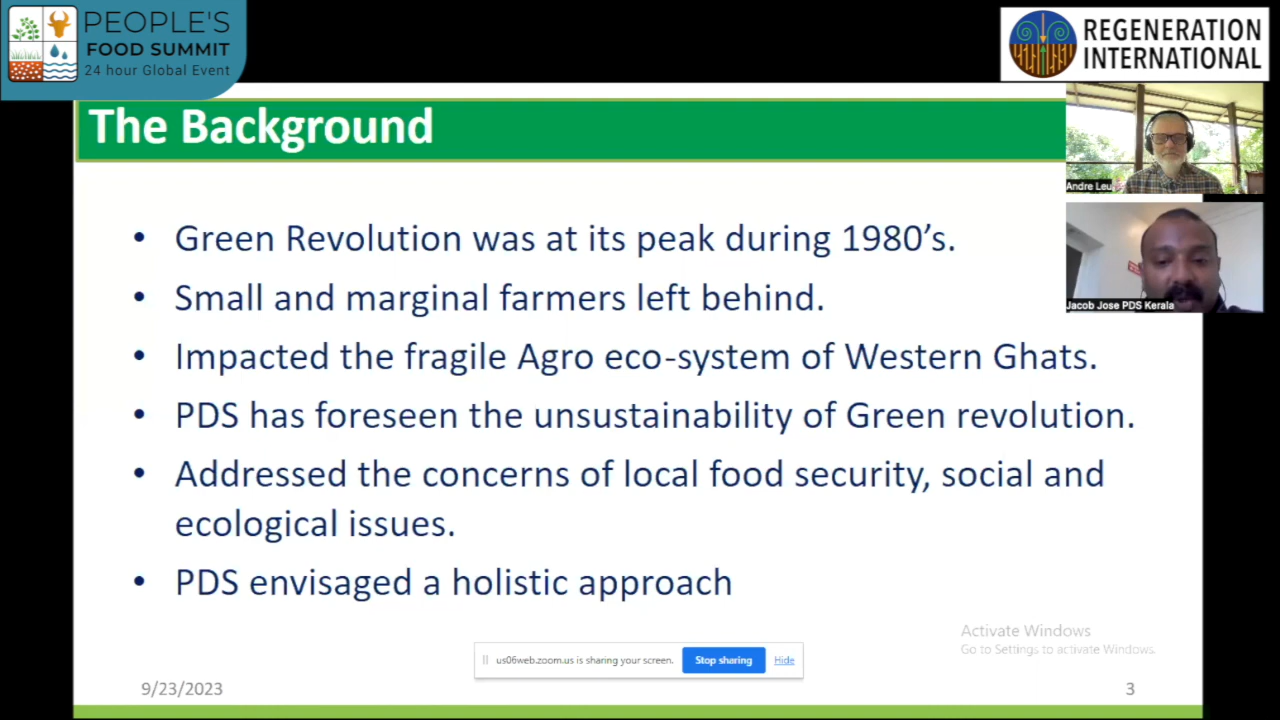 PEOPLE'S
FOOD SUMMIT
24 hour Global Event
REGENERATION
INTERNATIONAL
The Background
Andre Leu
Jacob Jose PDS Kerala
• Green Revolution was at its peak during 1980's.
• Small and marginal farmers left behind.
• Impacted the fragile Agro eco-system of Western Ghats.
• PDS has foreseen the unsustainability of Green revolution.
• Addressed the concerns of local food security, social and
ecological issues.
• PDS envisaged a holistic approach
Activate Windows
Go to Settings to activate Windows.
us06web.zoom.us is sharing your screen.
Stop sharing
Hide
9/23/2023
3